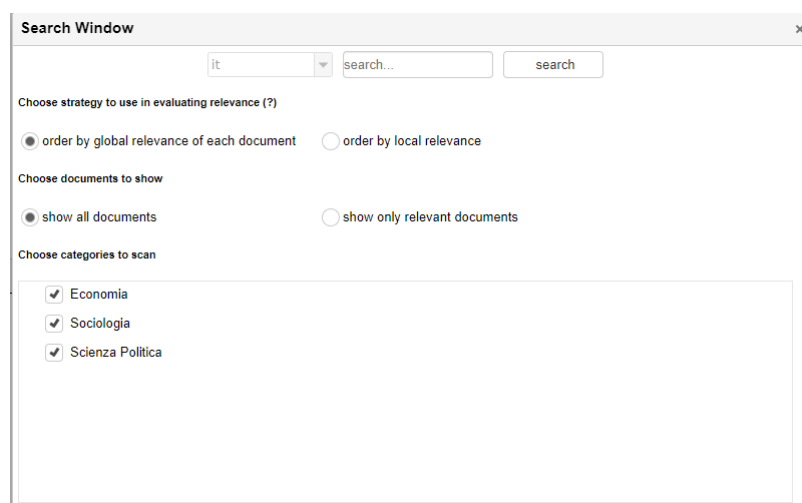 Search Window ×
it search... search
Choose strategy to use in evaluating relevance (?)
order by global relevance of each document order by local relevance
Choose documents to show
show all documents show only relevant documents
Choose categories to scan
Economia
Sociologia
Scienza Politica